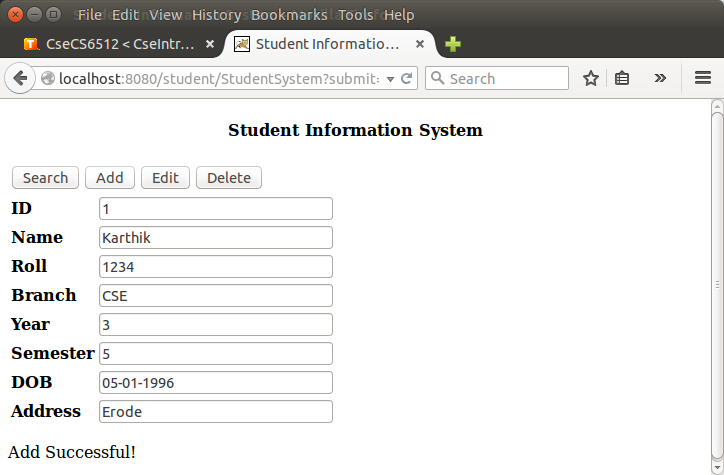 File Edit View History Bookmarks Tools Help
CseCS6512 < CseIntr... Student Informatio...
localhost:8080/student/StudentSystem?submit= Search
Student Information System
Search Add Edit Delete
ID 1
Name Karthik
Roll 1234
Branch CSE
Year 3
Semester 5
DOB 05-01-1996
Address Erode
Add Successful!